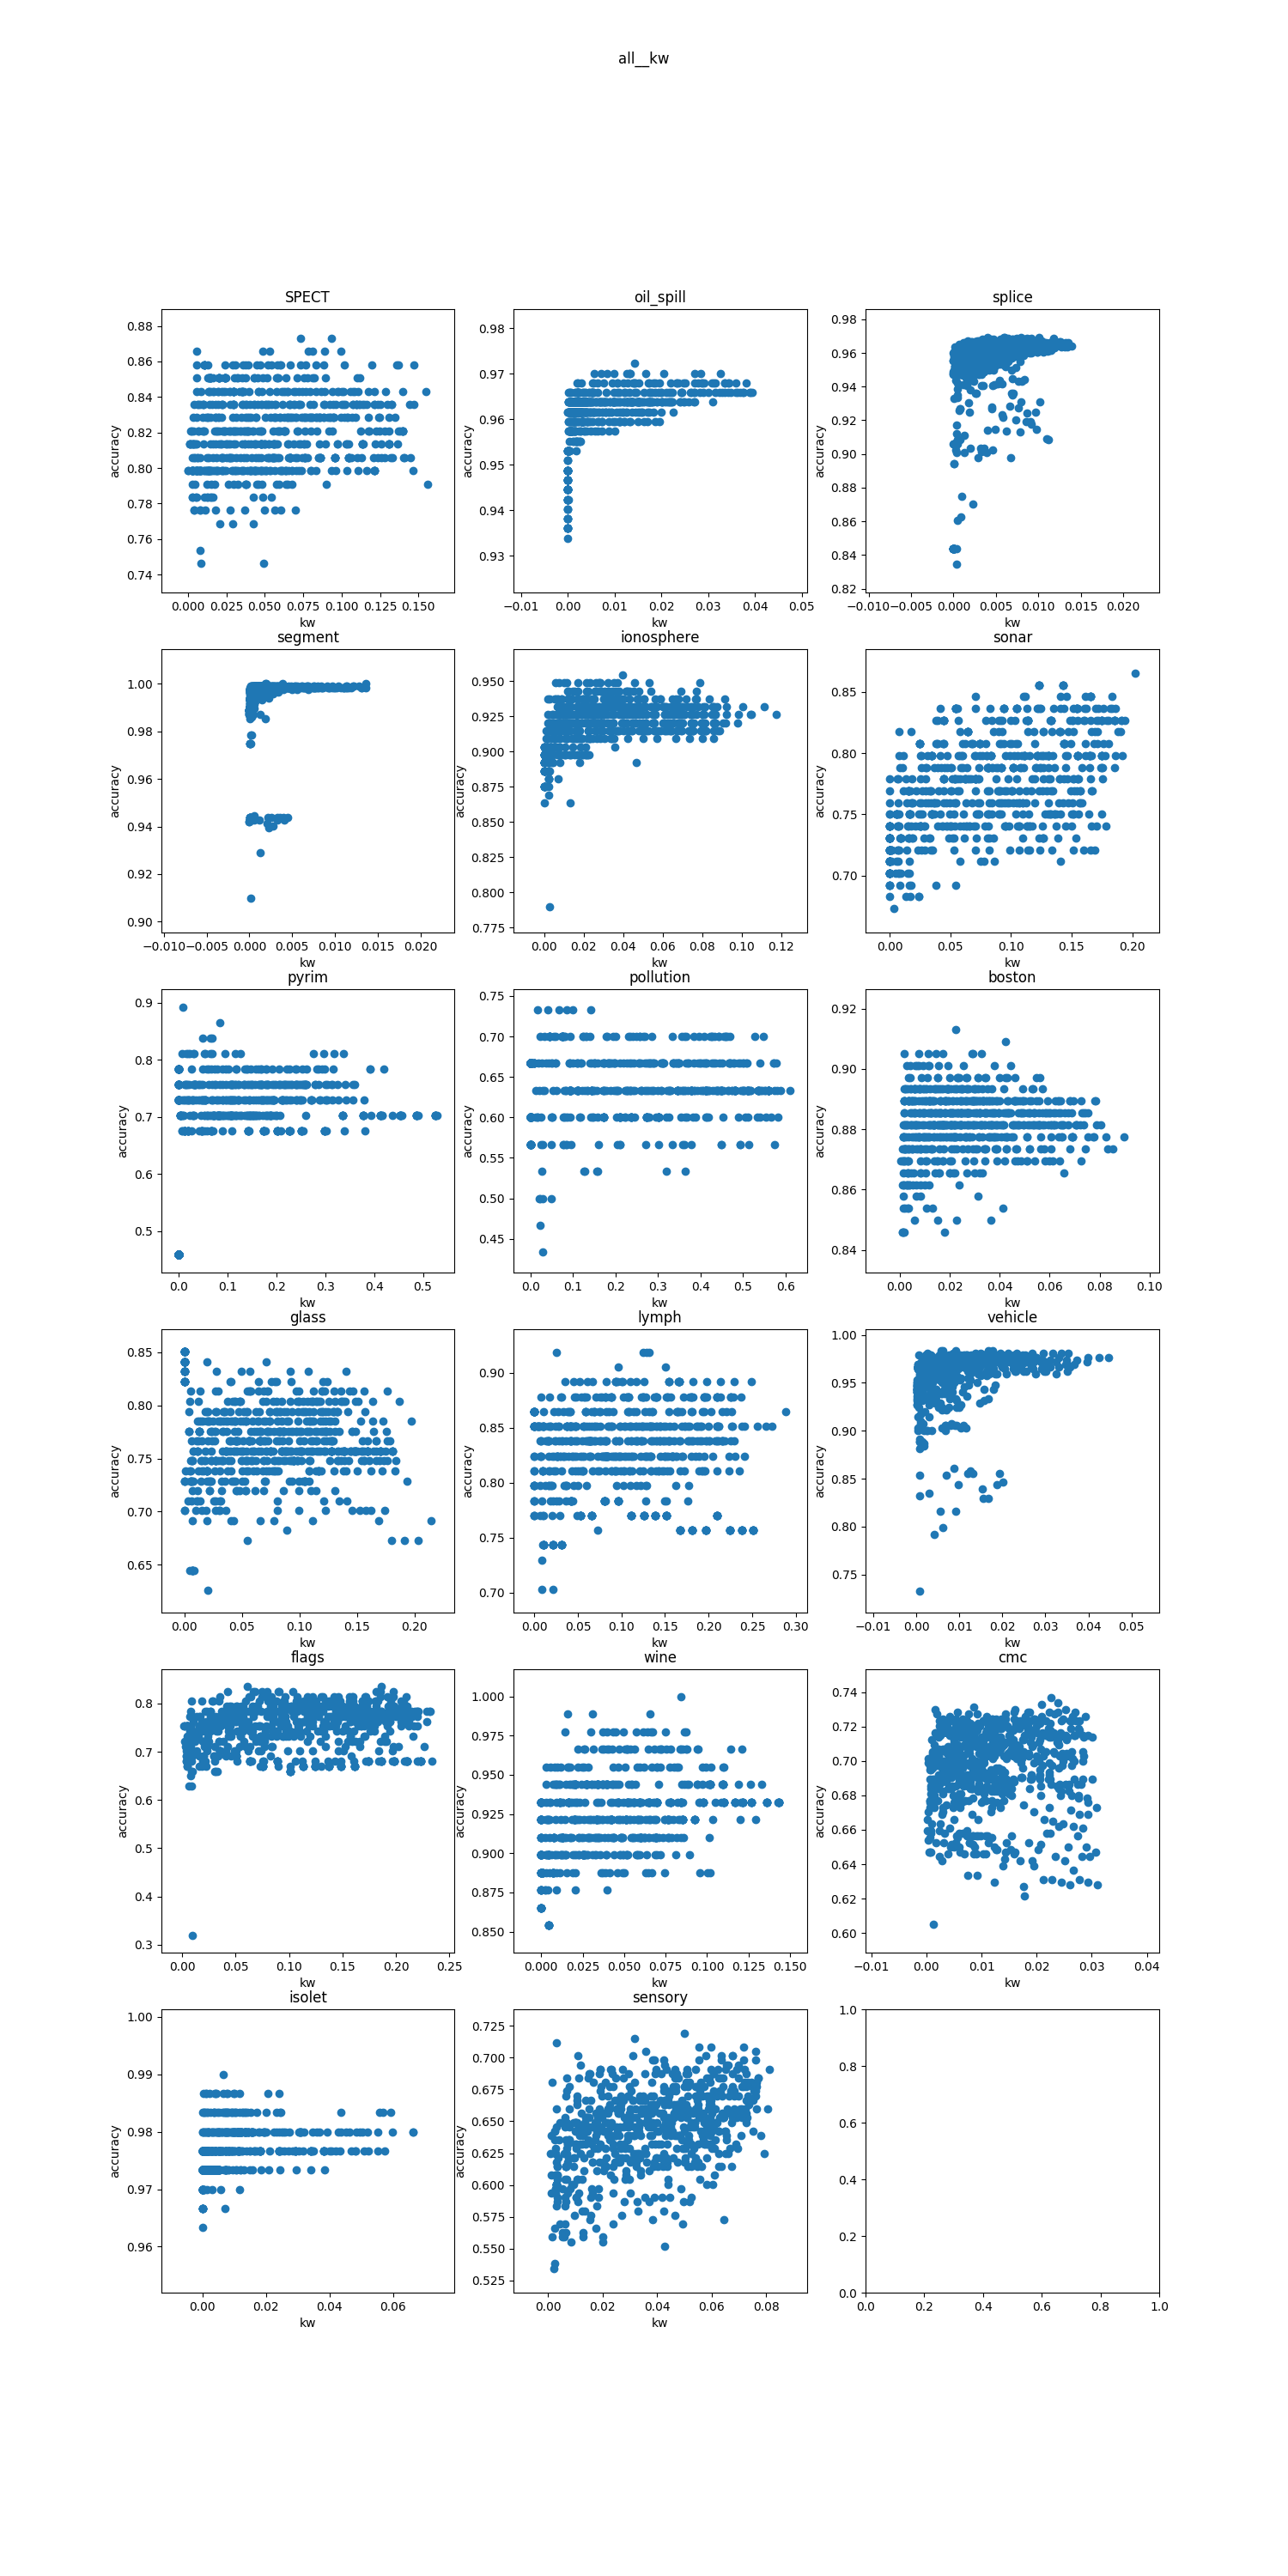 all__kw
SPECT
oil_spill
splice
0.88
0.86
0.84
0.82
0.80
0.78
0.76
0.74
accuracy
0.000 0.025 0.050 0.075 0.100 0.125 0.150
kw
0.98
0.97
0.96
0.95
0.94
0.93
accuracy
−0.01 0.00 0.01 0.02 0.03 0.04 0.05
kw
0.98
0.96
0.94
0.92
0.90
0.88
0.86
0.84
0.82
accuracy
−0.010 −0.005 0.000 0.005 0.010 0.015 0.020
kw
segment
ionosphere
sonar
1.00
0.98
0.96
0.94
0.92
0.90
accuracy
−0.010 −0.005 0.000 0.005 0.010 0.015 0.020
kw
0.950
0.925
0.900
0.875
0.850
0.825
0.800
0.775
accuracy
0.00 0.02 0.04 0.06 0.08 0.10 0.12
kw
0.85
0.80
0.75
0.70
accuracy
0.00 0.05 0.10 0.15 0.20
kw
pyrim
pollution
boston
0.9
0.8
0.7
0.6
0.5
accuracy
0.0 0.1 0.2 0.3 0.4 0.5
kw
0.75
0.70
0.65
0.60
0.55
0.50
0.45
accuracy
0.0 0.1 0.2 0.3 0.4 0.5 0.6
kw
0.92
0.90
0.88
0.86
0.84
accuracy
0.00 0.02 0.04 0.06 0.08 0.10
kw
glass
lymph
vehicle
0.85
0.80
0.75
0.70
0.65
accuracy
0.00 0.05 0.10 0.15 0.20
kw
0.90
0.85
0.80
0.75
0.70
accuracy
0.00 0.05 0.10 0.15 0.20 0.25 0.30
kw
1.00
0.95
0.90
0.85
0.80
0.75
accuracy
−0.01 0.00 0.01 0.02 0.03 0.04 0.05
kw
flags
wine
cmc
0.8
0.7
0.6
0.5
0.4
0.3
accuracy
0.00 0.05 0.10 0.15 0.20 0.25
kw
1.000
0.975
0.950
0.925
0.900
0.875
0.850
accuracy
0.000 0.025 0.050 0.075 0.100 0.125 0.150
kw
0.74
0.72
0.70
0.68
0.66
0.64
0.62
0.60
accuracy
−0.01 0.00 0.01 0.02 0.03 0.04
kw
isolet
sensory
1.00
0.99
0.98
0.97
0.96
accuracy
0.00 0.02 0.04 0.06
kw
0.725
0.700
0.675
0.650
0.625
0.600
0.575
0.550
0.525
accuracy
0.00 0.02 0.04 0.06 0.08
kw
1.0
0.8
0.6
0.4
0.2
0.0
0.0 0.2 0.4 0.6 0.8 1.0